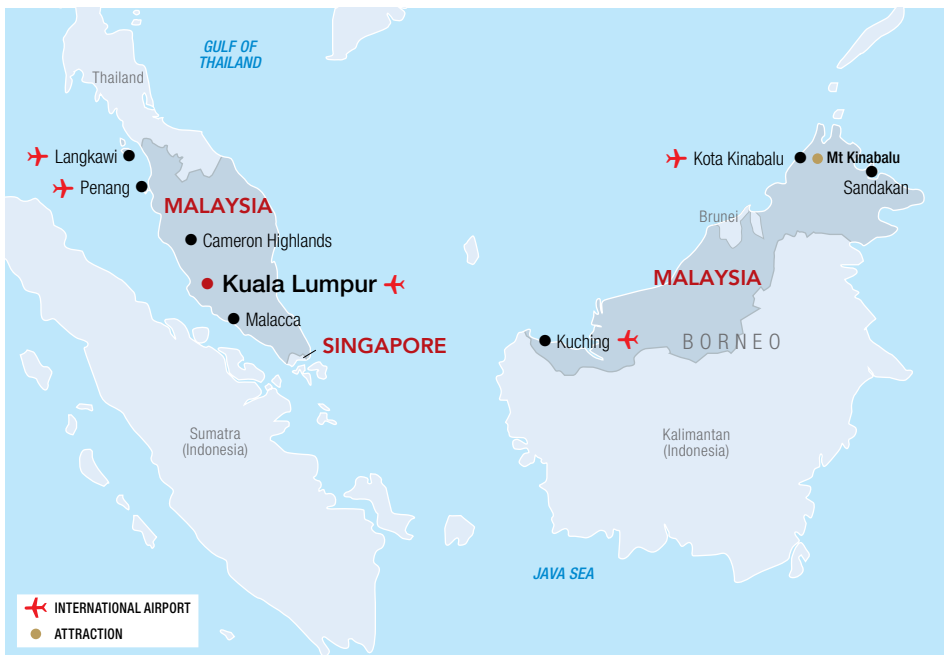 GULF OF
THAILAND
Thailand
Langkawi
Penang
MALAYSIA
Cameron Highlands
Kuala Lumpur
Malacca
SINGAPORE
Sumatra
(Indonesia)
Kota Kinabalu
Mt Kinabalu
Sandakan
Brunei
MALAYSIA
Kuching
BORNEO
Kalimantan
(Indonesia)
JAVA SEA
INTERNATIONAL AIRPORT
ATTRACTION